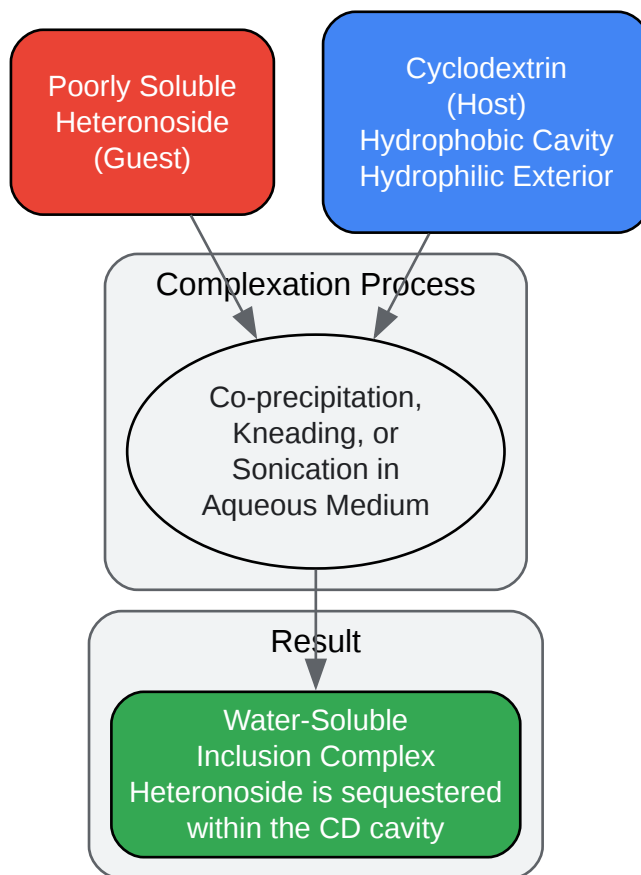 Poorly Soluble
Heteronoside
(Guest)
Cyclodextrin
(Host)
Hydrophobic Cavity
Hydrophilic Exterior
Complexation Process
Co-precipitation,
Kneading, or
Sonication in
Aqueous Medium
Result
Water-Soluble
Inclusion Complex
Heteronoside is sequestered
within the CD cavity